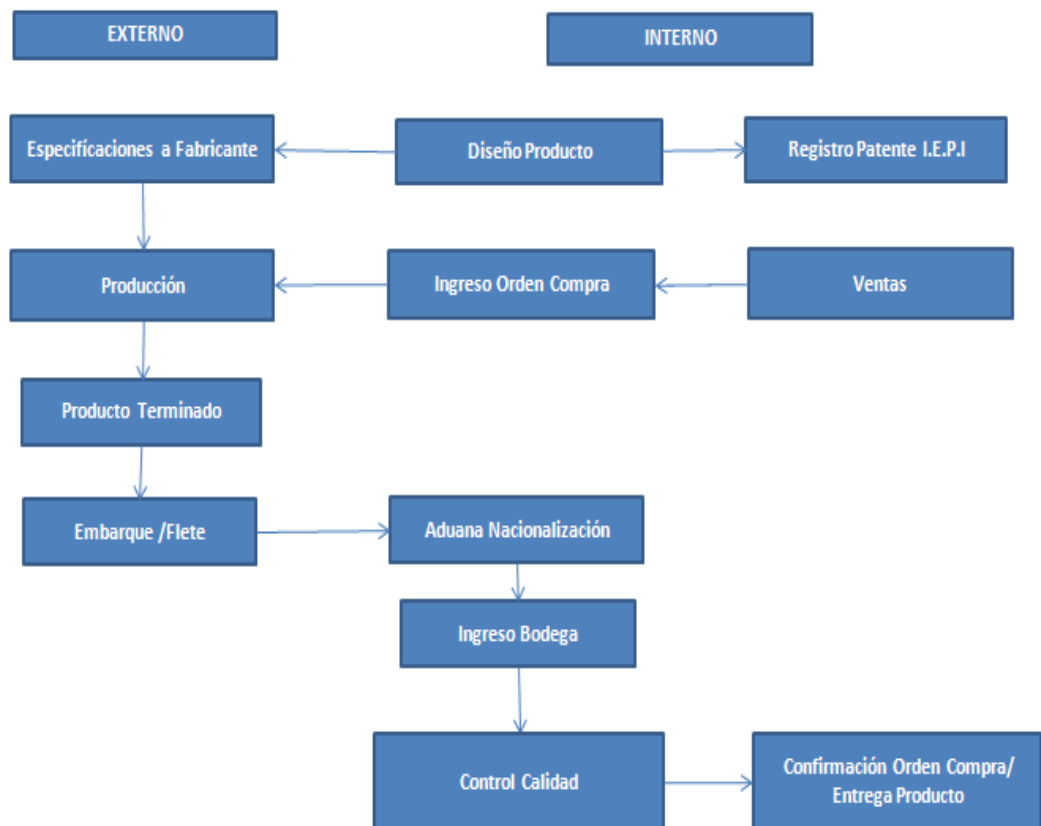 EXTERNO
INTERNO
Especifícaciones a Fabricante
Diseño Producto
Registro Patente I.E.P.I
Producción
Ingreso Orden Compra
Ventas
Producto Terminado
Embarque /Flete
Aduana Nacionalización
Ingreso Bodega
Control Calidad
Confirmación Orden Compra/
Entrega Producto